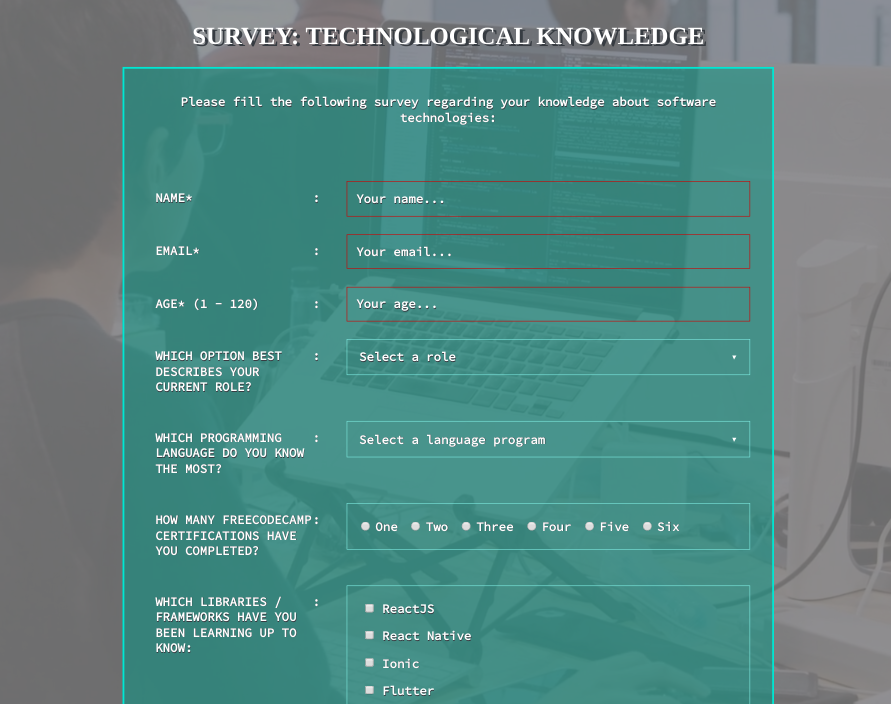 SURVEY: TECHNOLOGICAL KNOWLEDGE
Please fill the following survey regarding your knowledge about software
technologies:
NAME* : Your name...
EMAIL* : Your email...
AGE* (1 - 120) : Your age...
WHICH OPTION BEST : Select a role ▾
DESCRIBES YOUR
CURRENT ROLE?
WHICH PROGRAMMING : Select a language program ▾
LANGUAGE DO YOU KNOW
THE MOST?
HOW MANY FREECODECAMP: One Two Three Four Five Six
CERTIFICATIONS HAVE
YOU COMPLETED?
WHICH LIBRARIES / :
FRAMEWORKS HAVE YOU
BEEN LEARNING UP TO
KNOW:
ReactJS
React Native
Ionic
Flutter